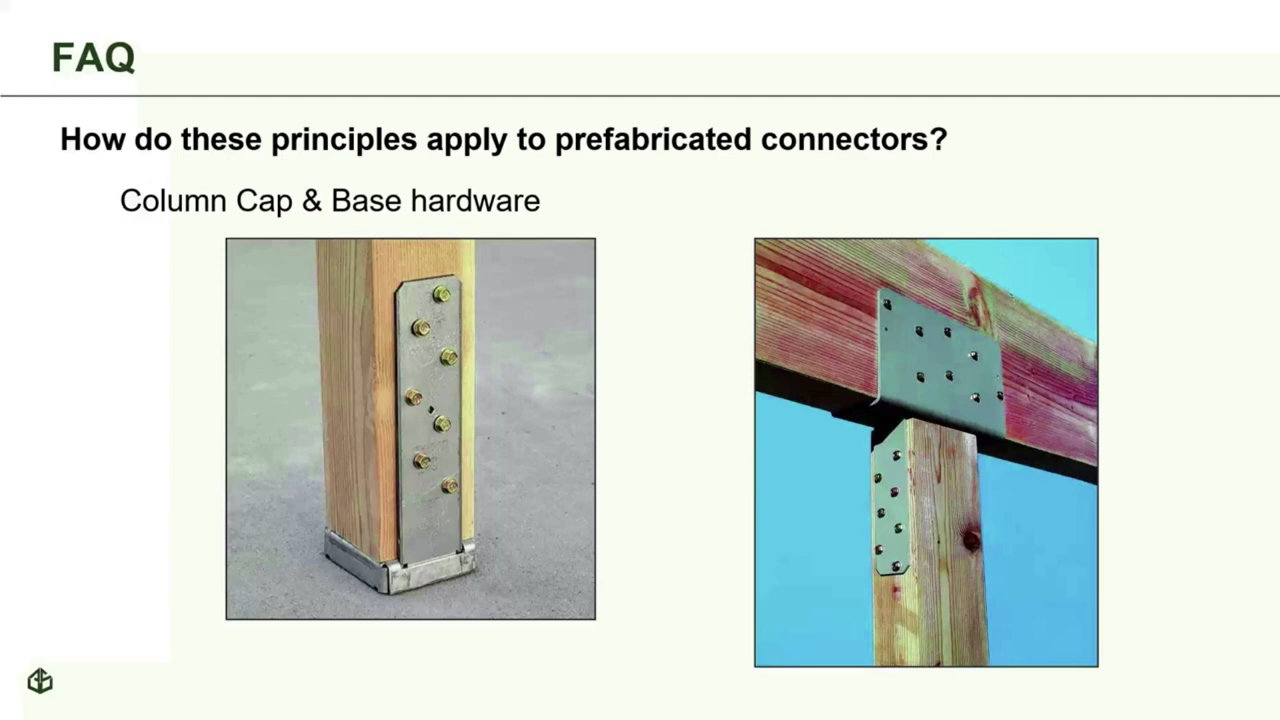 FAQ
How do these principles apply to prefabricated connectors?
Column Cap & Base hardware